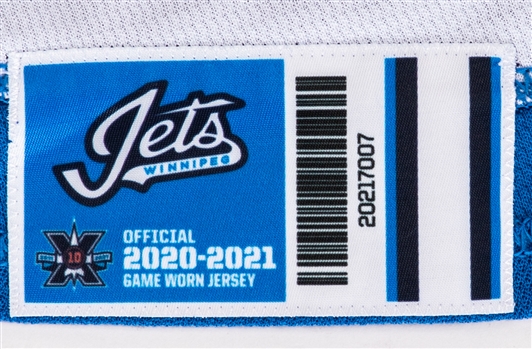 Jets
WINNIPEG
10
OFFICIAL
2020-2021
GAME WORN JERSEY
20217007